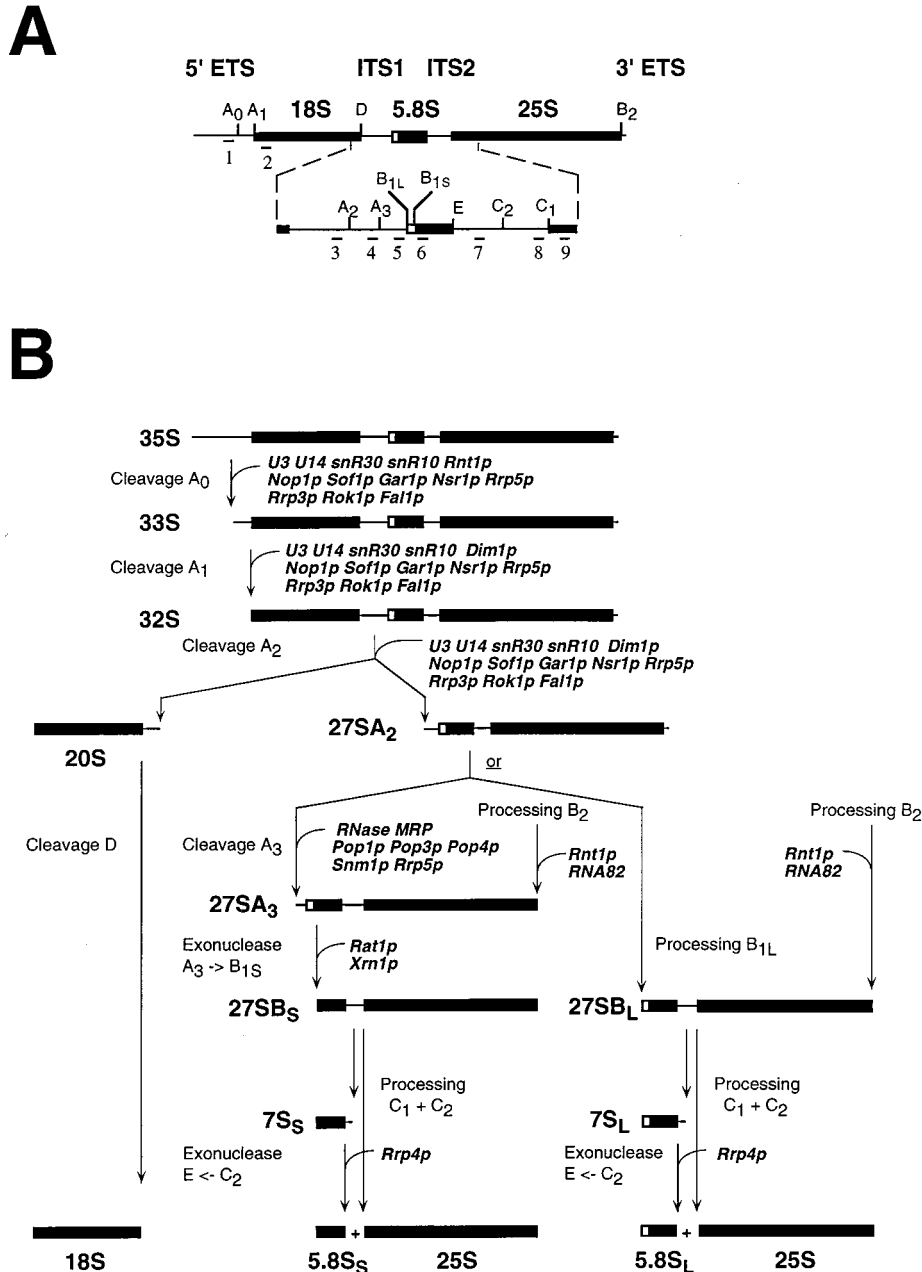 A
5' ETS ITS1 ITS2 3' ETS
A0 A1 18S D 5.8S 25S B2
1 2
B1L B1S
A2 A3 E C2 C1
3 4 5 6 7 8 9
B
35S
Cleavage A0
U3 U14 snR30 snR10 Rnt1p
Nop1p Sof1p Gar1p Nsr1p Rrp5p
Rrp3p Rok1p Fal1p
33S
Cleavage A1
U3 U14 snR30 snR10 Dim1p
Nop1p Sof1p Gar1p Nsr1p Rrp5p
Rrp3p Rok1p Fal1p
32S
Cleavage A2
U3 U14 snR30 snR10 Dim1p
Nop1p Sof1p Gar1p Nsr1p Rrp5p
Rrp3p Rok1p Fal1p
20S
27SA2
or
Cleavage D
Cleavage A3
RNase MRP
Pop1p Pop3p Pop4p
Snm1p Rrp5p
Processing B2
Rnt1p
RNA82
Processing B2
Rnt1p
RNA82
27SA3
Exonuclease
A3 -> B1S
Rat1p
Xrn1p
Processing B1L
27SBS
27SBL
Processing
C1 + C2
Processing
C1 + C2
7SS
7SL
Exonuclease
E <- C2
Rrp4p
Exonuclease
E <- C2
Rrp4p
+
+
18S
5.8SS
25S
5.8SL
25S